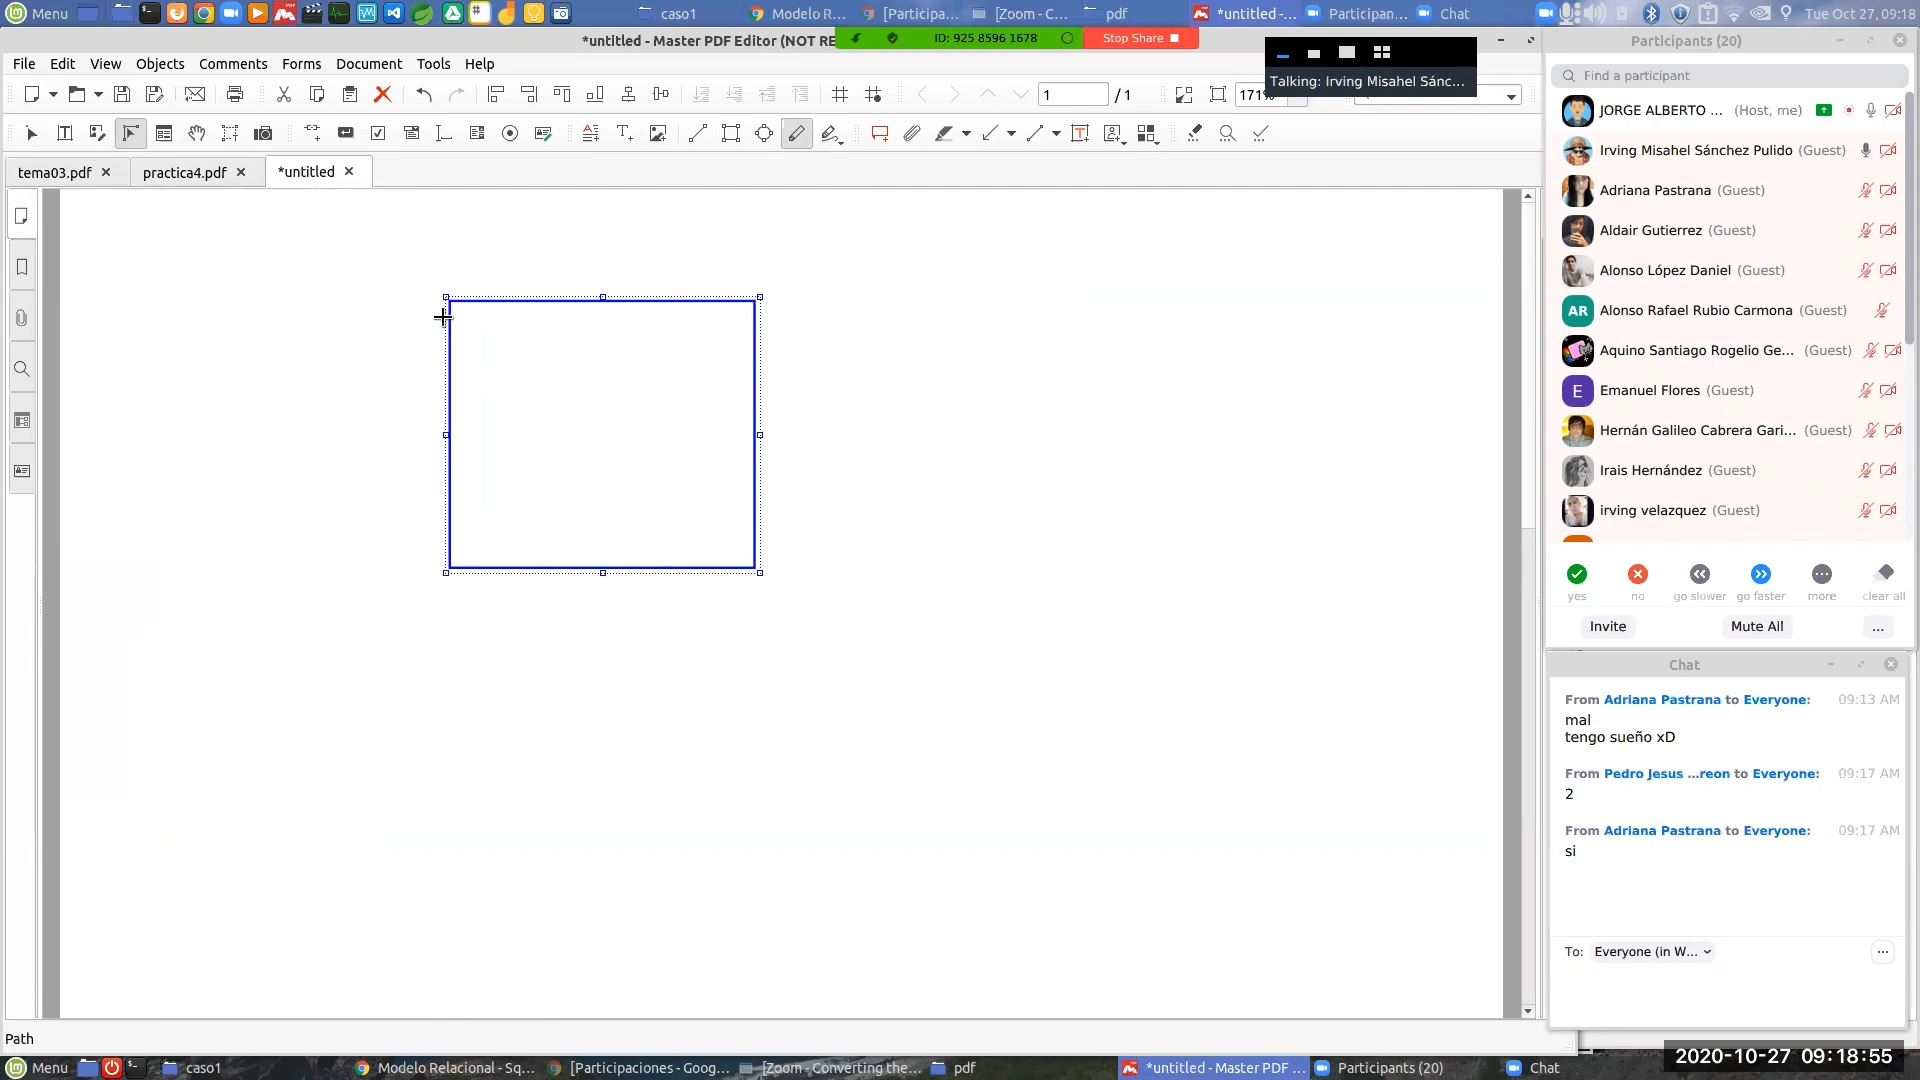 Menu
caso1
Modelo R...
[Participa...
[Zoom - C...
pdf
*untitled -...
Participan...
Chat
Tue Oct 27, 09:18
*untitled - Master PDF Editor (NOT RE
ID: 925 8596 1678
Stop Share
Talking: Irving Misahel Sánc...
File Edit View Objects Comments Forms Document Tools Help
1 / 1
171%
tema03.pdf
practica4.pdf
*untitled
Participants (20)
Find a participant
JORGE ALBERTO ... (Host, me)
Irving Misahel Sánchez Pulido (Guest)
Adriana Pastrana (Guest)
Aldair Gutierrez (Guest)
Alonso López Daniel (Guest)
AR Alonso Rafael Rubio Carmona (Guest)
Aquino Santiago Rogelio Ge... (Guest)
E Emanuel Flores (Guest)
Hernán Galileo Cabrera Gari... (Guest)
Irais Hernández (Guest)
irving velazquez (Guest)
yes no go slower go faster more clear all
Invite Mute All ...
Chat
From Adriana Pastrana to Everyone: 09:13 AM
mal
tengo sueño xD
From Pedro Jesus ...reon to Everyone: 09:17 AM
2
From Adriana Pastrana to Everyone: 09:17 AM
si
To: Everyone (in W...
Path
Menu
caso1
Modelo Relacional - Sq...
[Participaciones - Goog...
[Zoom - Converting the...
pdf
*untitled - Master PDF ...
Participants (20)
Chat
2020-10-27 09:18:55